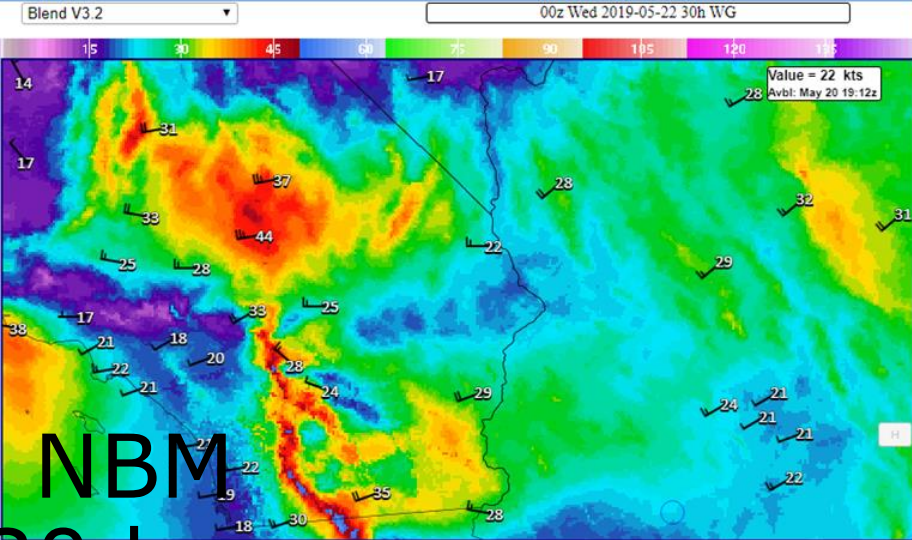 Blend V3.2
00z Wed 2019-05-22 30h WG
15 30 45 60 75 90 105 120 135
Value = 22 kts
Avbl: May 20 19:12z
14 17 28
31
17 37 28
33 32 31
44 22
25 28 29
17 33 25
38 21 18
22 20 28
21 24 29 24 21
21
21
22 22
19 35
18 30 28
H
NBM